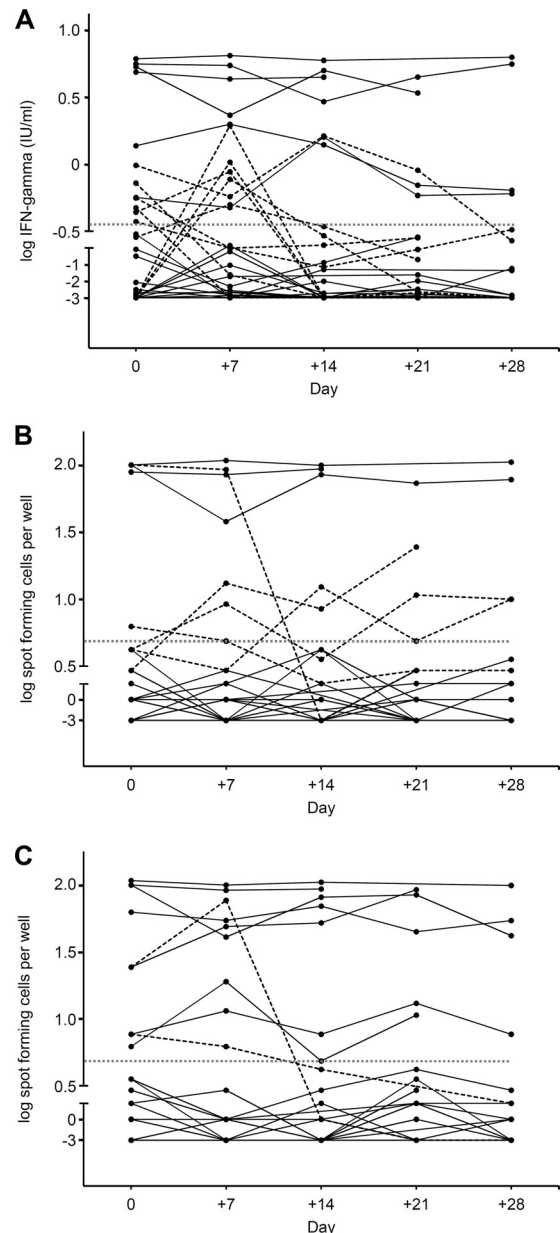 A
log IFN-gamma (IU/ml)
1.0
0.5
0
-0.5
-1
-2
-3
0 +7 +14 +21 +28
Day
B
log spot forming cells per well
2.0
1.5
1.0
0.5
0
-3
0 +7 +14 +21 +28
Day
C
log spot forming cells per well
2.0
1.5
1.0
0.5
0
-3
0 +7 +14 +21 +28
Day